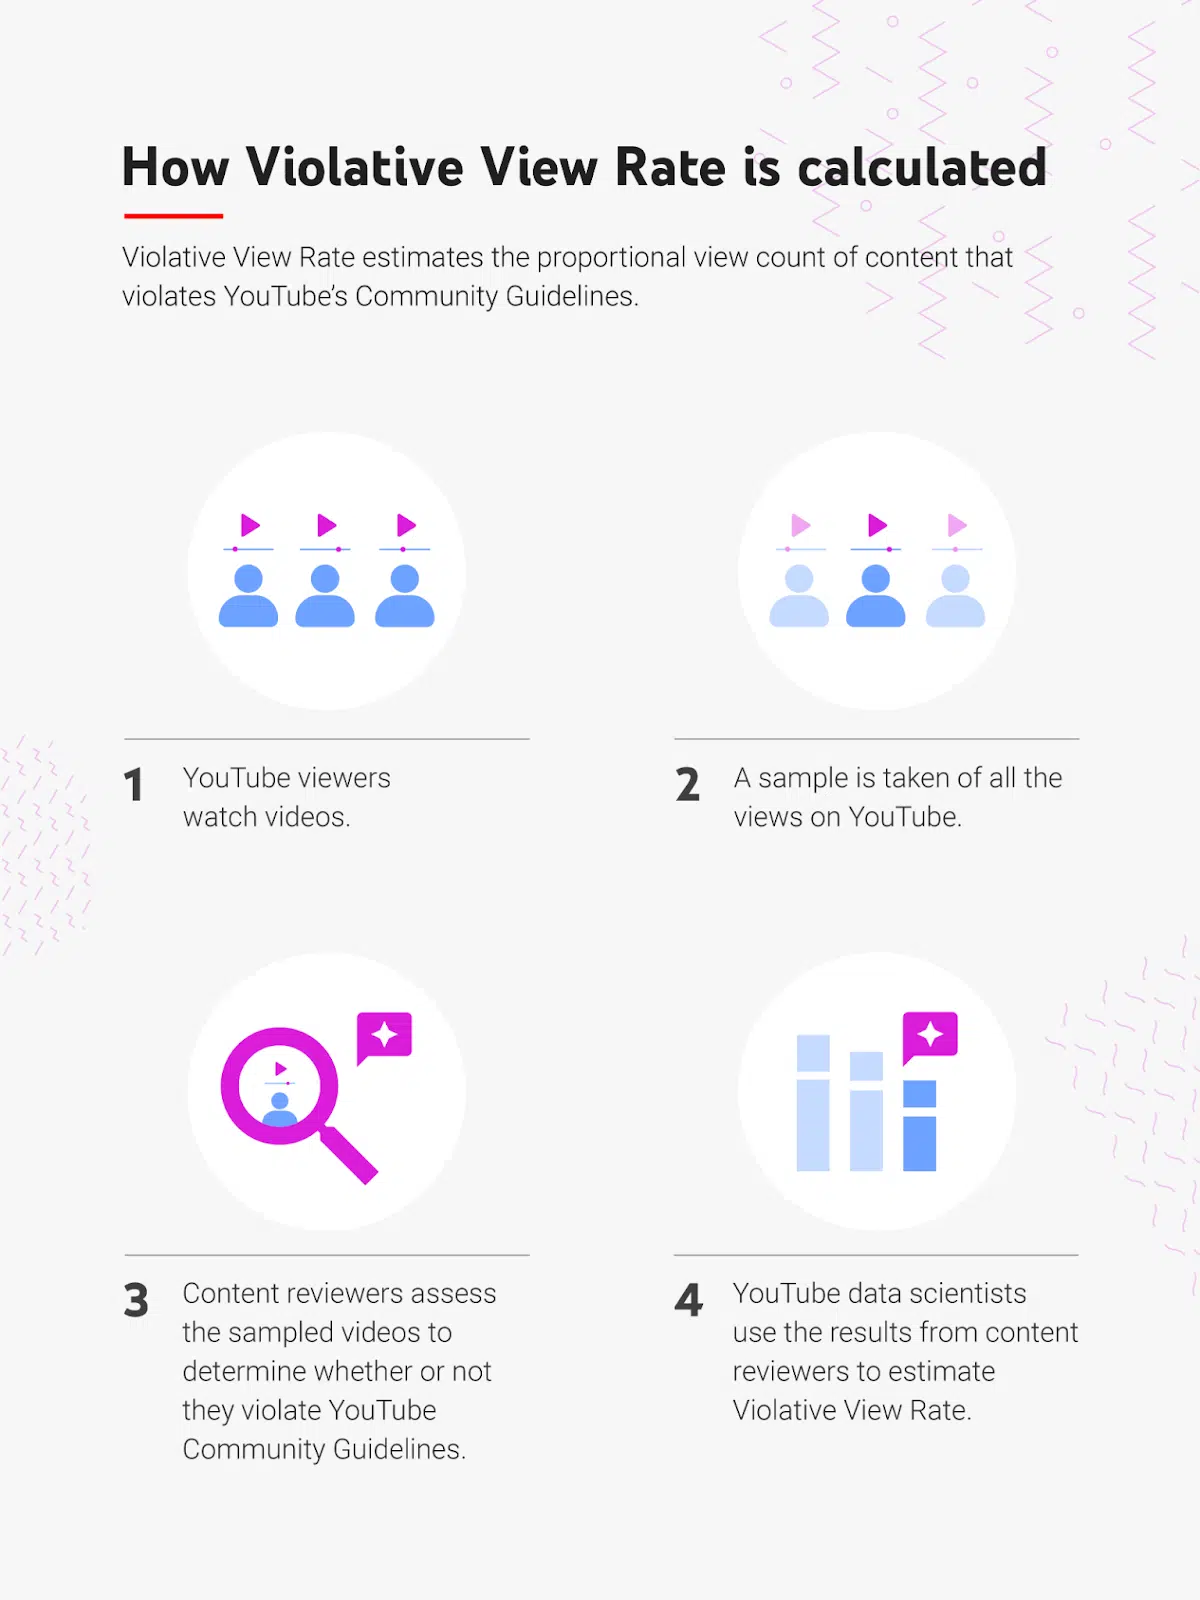 How Violative View Rate is calculated
Violative View Rate estimates the proportional view count of content that
violates YouTube’s Community Guidelines.
1
YouTube viewers
watch videos.
2
A sample is taken of all the
views on YouTube.
3
Content reviewers assess
the sampled videos to
determine whether or not
they violate YouTube
Community Guidelines.
4
YouTube data scientists
use the results from content
reviewers to estimate
Violative View Rate.